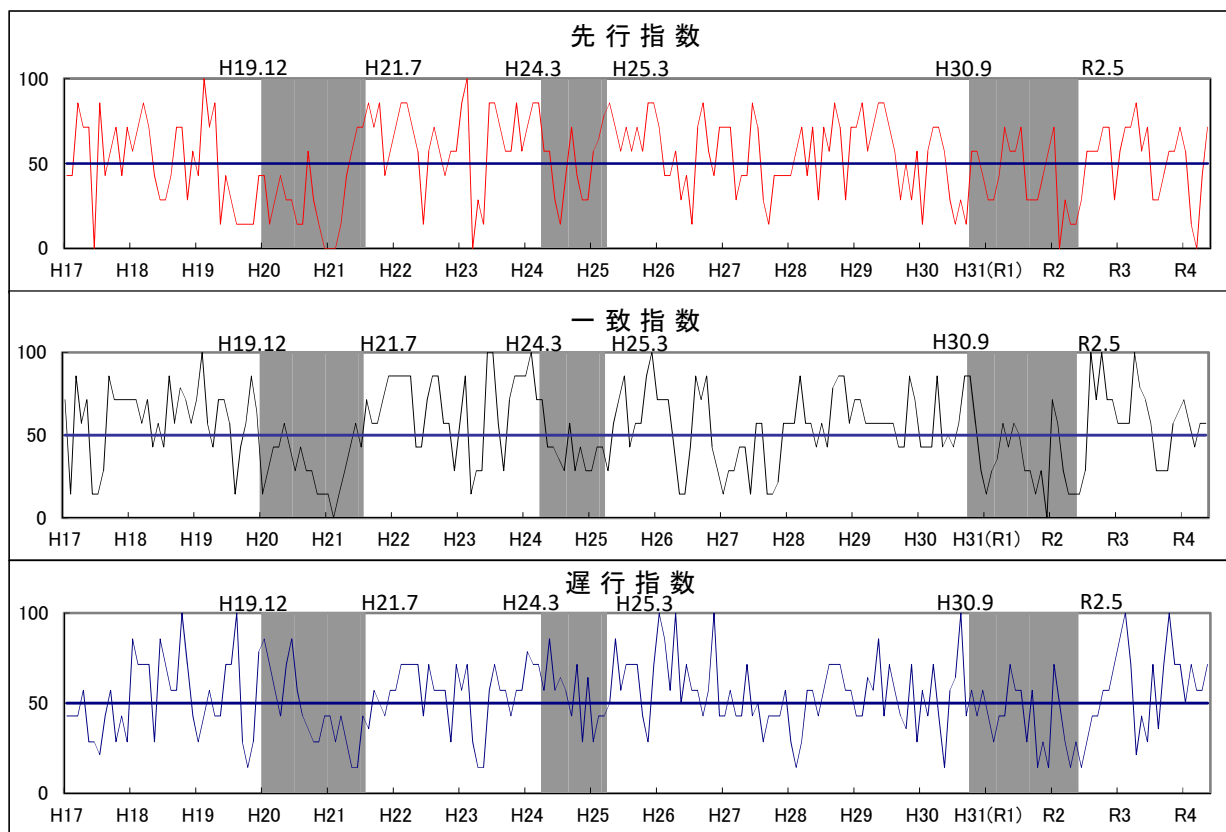 先行指数
H19.12 H21.7 H24.3 H25.3 H30.9 R2.5
100
50
0
H17 H18 H19 H20 H21 H22 H23 H24 H25 H26 H27 H28 H29 H30 H31(R1) R2 R3 R4
一致指数
H19.12 H21.7 H24.3 H25.3 H30.9 R2.5
100
50
0
H17 H18 H19 H20 H21 H22 H23 H24 H25 H26 H27 H28 H29 H30 H31(R1) R2 R3 R4
遅行指数
H19.12 H21.7 H24.3 H25.3 H30.9 R2.5
100
50
0
H17 H18 H19 H20 H21 H22 H23 H24 H25 H26 H27 H28 H29 H30 H31(R1) R2 R3 R4